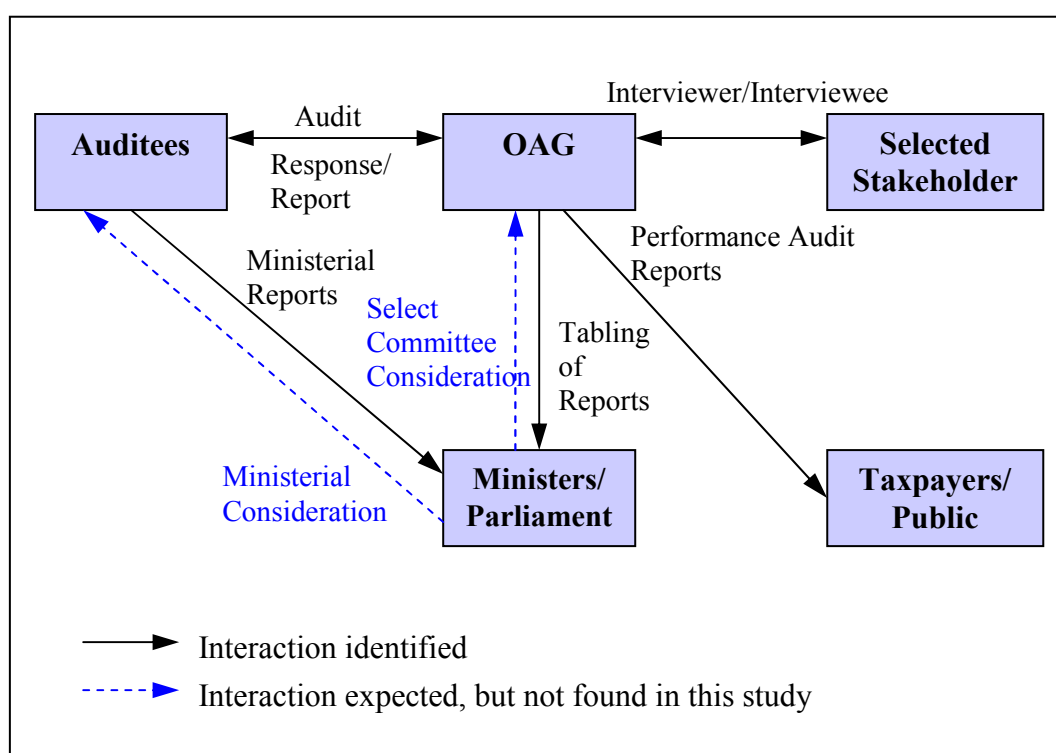 Interviewer/Interviewee
Audit
Auditees
OAG
Selected
Stakeholder
Response/
Report
Ministerial
Reports
Performance Audit
Reports
Select
Committee
Consideration
Tabling
of
Reports
Ministerial
Consideration
Ministers/
Parliament
Taxpayers/
Public
Interaction identified
Interaction expected, but not found in this study